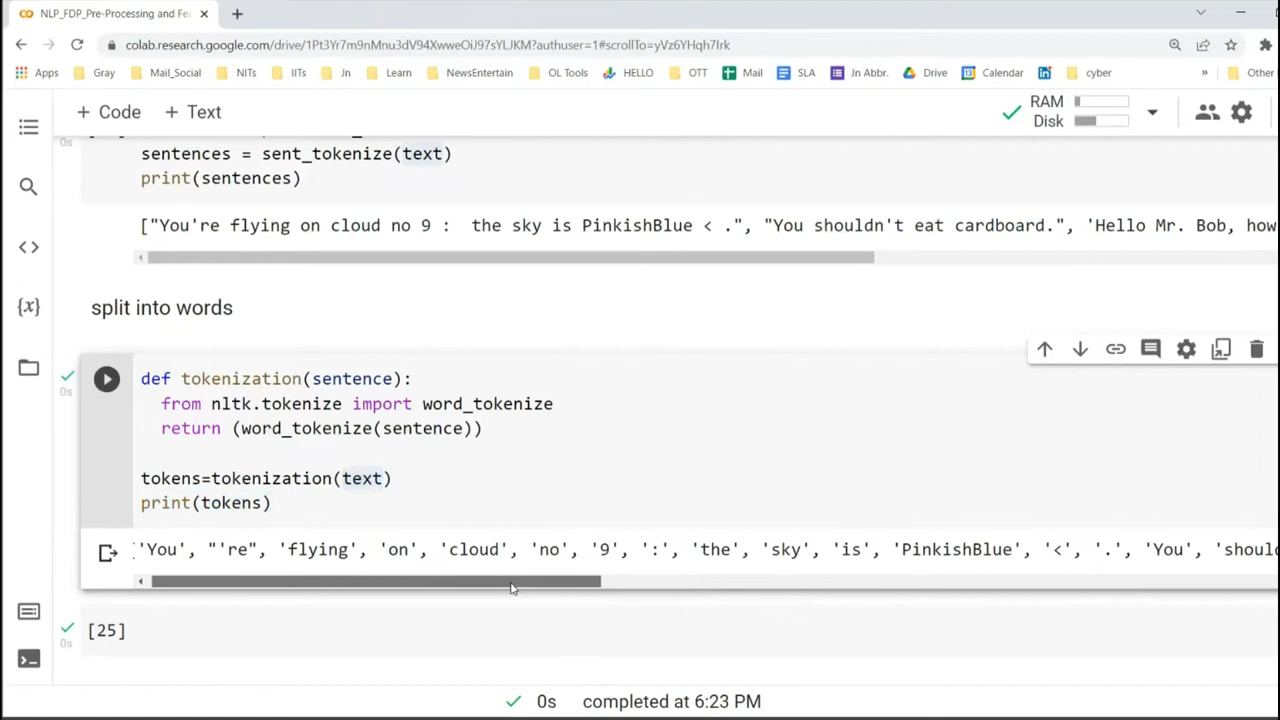 NLP_FDP_Pre-Processing and Fea
colab.research.google.com/drive/1Pt3Yr7m9nMnu3dV94XwweOiJ97sYLJKM?authuser=1#scrollTo=yVz6YHqh7Irk
Apps Gray Mail_Social NITs IITs Jn Learn NewsEntertain OL Tools HELLO OTT Mail SLA Jn Abbr. Drive Calendar cyber » Other
+ Code + Text
RAM
Disk
0s
sentences = sent_tokenize(text)
print(sentences)
["You're flying on cloud no 9 :  the sky is PinkishBlue < .", "You shouldn't eat cardboard.", 'Hello Mr. Bob, how
split into words
def tokenization(sentence):
0s
from nltk.tokenize import word_tokenize
return (word_tokenize(sentence))
tokens=tokenization(text)
print(tokens)
'You', "'re", 'flying', 'on', 'cloud', 'no', '9', ':', 'the', 'sky', 'is', 'PinkishBlue', '<', '.', 'You', 'shoul
[25]
0s
0s completed at 6:23 PM